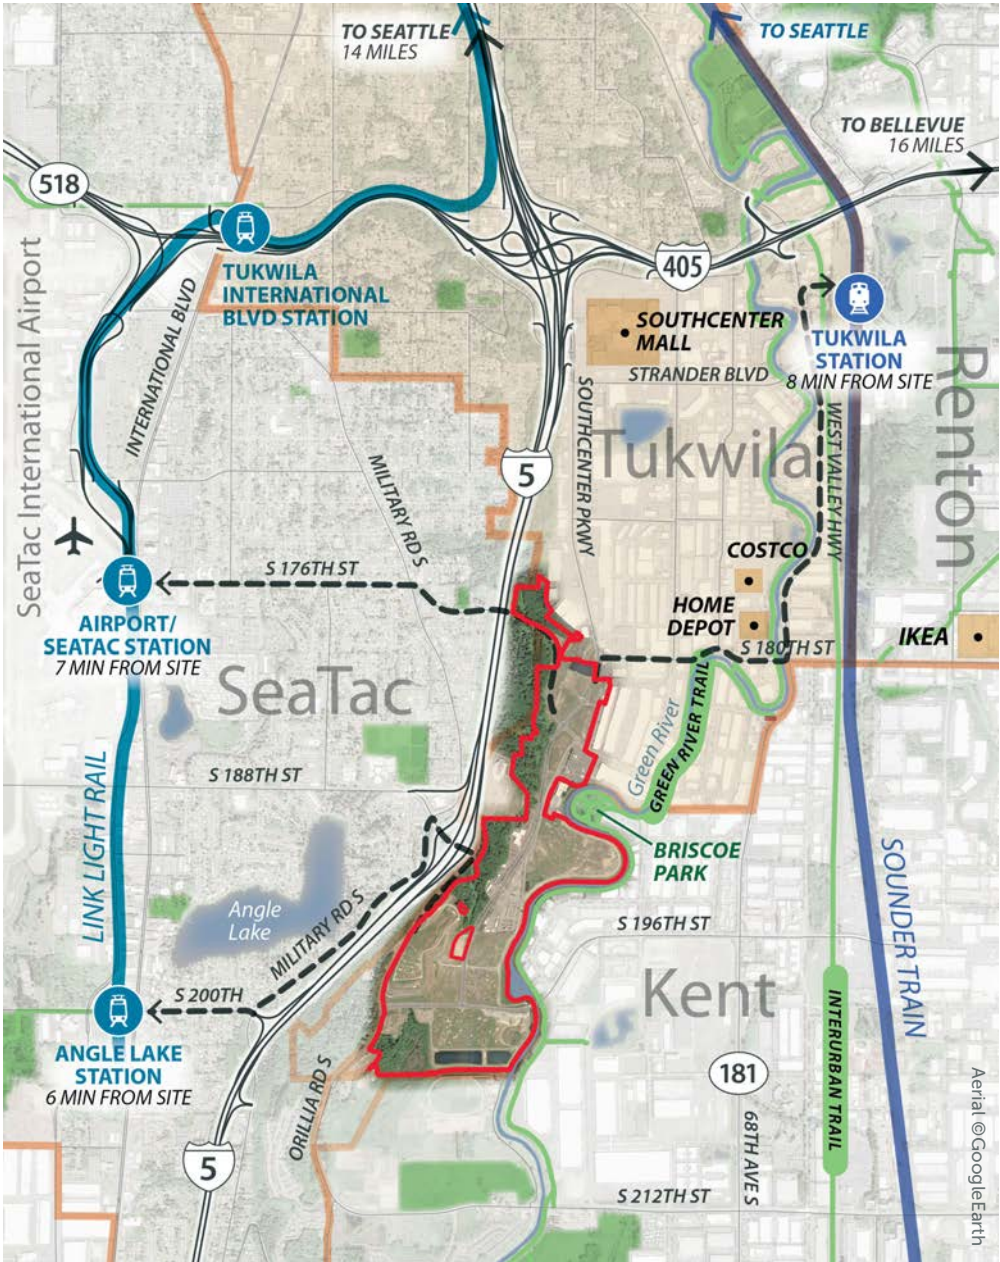 TO SEATTLE
14 MILES
TO SEATTLE
TO BELLEVUE
16 MILES
518
405
TUKWILA
INTERNATIONAL
BLVD STATION
SOUTHCENTER
MALL
TUKWILA
STATION
8 MIN FROM SITE
STRANDER BLVD
SeaTac International Airport
INTERNATIONAL BLVD
MILITARY RD S
SOUTHCENTER PKWY
Tukwila
WEST VALLEY HWY
Renton
5
COSTCO
S 176TH ST
HOME
DEPOT
S 180TH ST
IKEA
AIRPORT/
SEATAC STATION
7 MIN FROM SITE
SeaTac
Green River
GREEN RIVER TRAIL
S 188TH ST
LINK LIGHT RAIL
BRISCOE
PARK
SOUNDER TRAIN
Angle
Lake
MILITARY RD S
S 196TH ST
S 200TH
Kent
INTERURBAN TRAIL
ANGLE LAKE
STATION
6 MIN FROM SITE
181
ORILLIA RD S
68TH AVE S
5
S 212TH ST
Aerial ©GoogleEarth